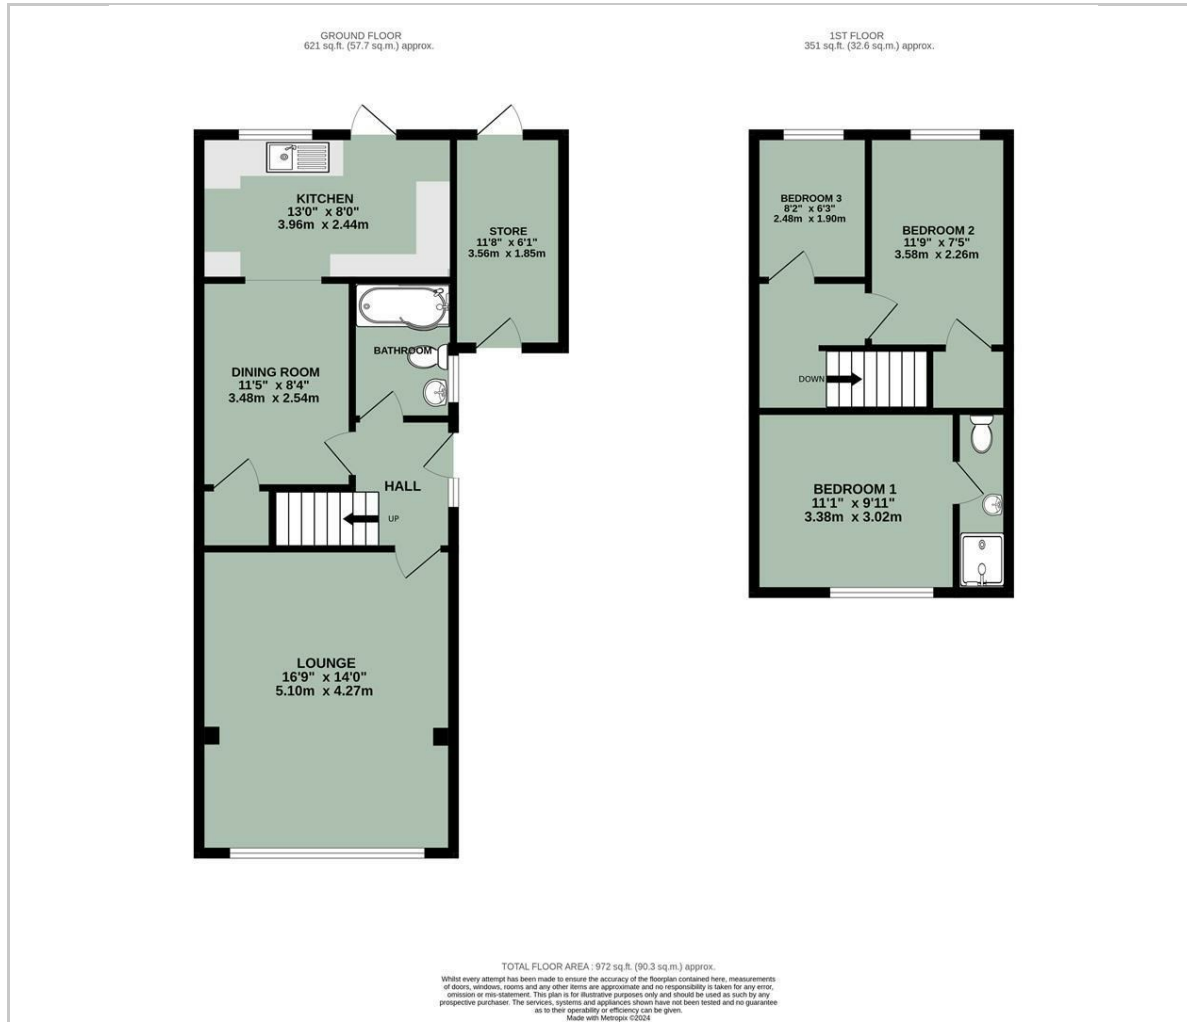 GROUND FLOOR
621 sq.ft. (57.7 sq.m.) approx.
1ST FLOOR
351 sq.ft. (32.6 sq.m.) approx.
KITCHEN
13'0" x 8'0"
3.96m x 2.44m
STORE
11'8" x 6'1"
3.56m x 1.85m
BATHROOM
DINING ROOM
11'5" x 8'4"
3.48m x 2.54m
HALL
UP
LOUNGE
16'9" x 14'0"
5.10m x 4.27m
BEDROOM 3
8'2" x 6'3"
2.48m x 1.90m
BEDROOM 2
11'9" x 7'5"
3.58m x 2.26m
DOWN
BEDROOM 1
11'1" x 9'11"
3.38m x 3.02m
TOTAL FLOOR AREA : 972 sq.ft. (90.3 sq.m.) approx.
Whilst every attempt has been made to ensure the accuracy of the floorplan contained here, measurements
of doors, windows, rooms and any other items are approximate and no responsibility is taken for any error,
omission or mis-statement. This plan is for illustrative purposes only and should be used as such by any
prospective purchaser. The services, systems and appliances shown have not been tested and no guarantee
as to their operability or efficiency can be given.
Made with Metropix ©2024